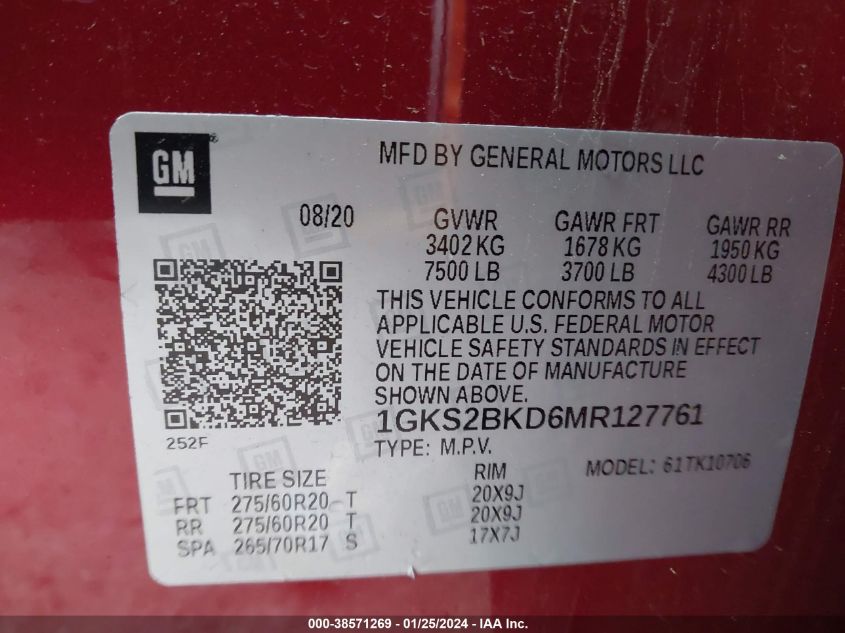 GM
MFD BY GENERAL MOTORS LLC
08/20
GVWR GAWR FRT GAWR RR
3402 KG 1678 KG 1950 KG
7500 LB 3700 LB 4300 LB
THIS VEHICLE CONFORMS TO ALL
APPLICABLE U.S. FEDERAL MOTOR
VEHICLE SAFETY STANDARDS IN EFFECT
ON THE DATE OF MANUFACTURE
SHOWN ABOVE.
1GKS2BKD6MR127761
252F
TYPE: M.P.V. MODEL: 61TK10706
TIRE SIZE RIM
FRT 275/60R20 T 20X9J
RR 275/60R20 T 20X9J
SPA 265/70R17 S 17X7J
000-38571269 - 01/25/2024 - IAAI, Inc.